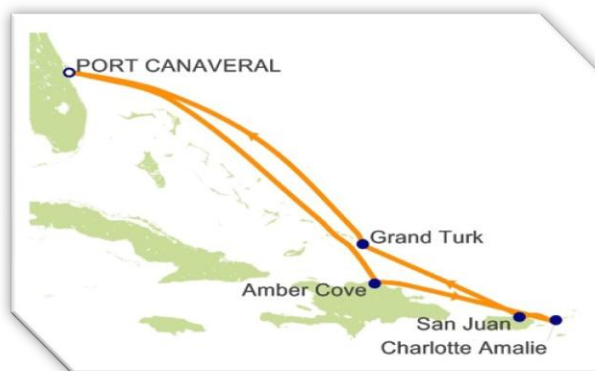 PORT CANAVERAL
Grand Turk
Amber Cove
San Juan
Charlotte Amalie